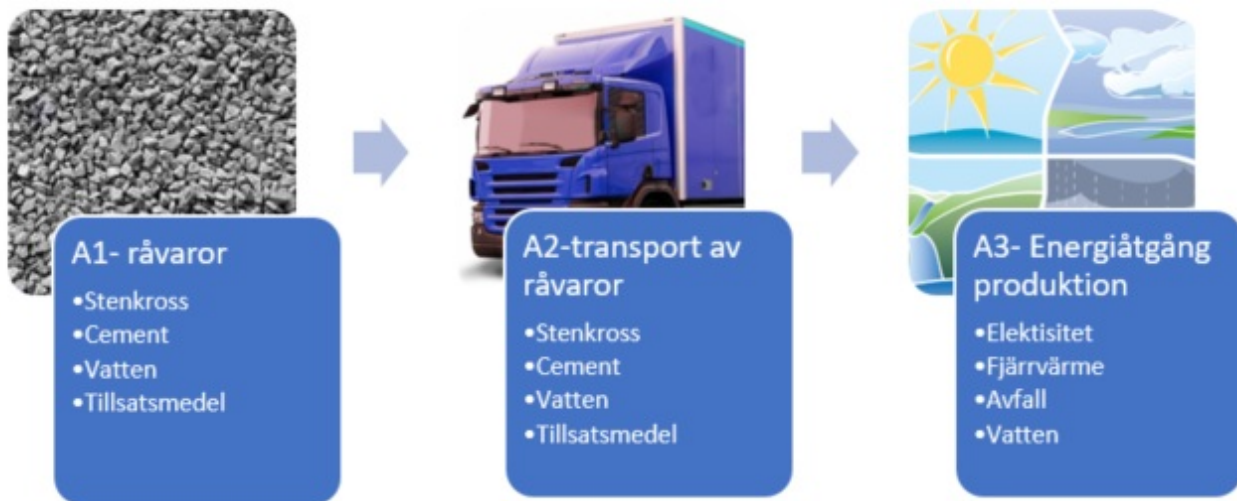 A1- råvaror
•Stenkross
•Cement
•Vatten
•Tillsatsmedel
A2-transport av
råvaror
•Stenkross
•Cement
•Vatten
•Tillsatsmedel
A3- Energiåtgång
produktion
•Elektisitet
•Fjärrvärme
•Avfall
•Vatten